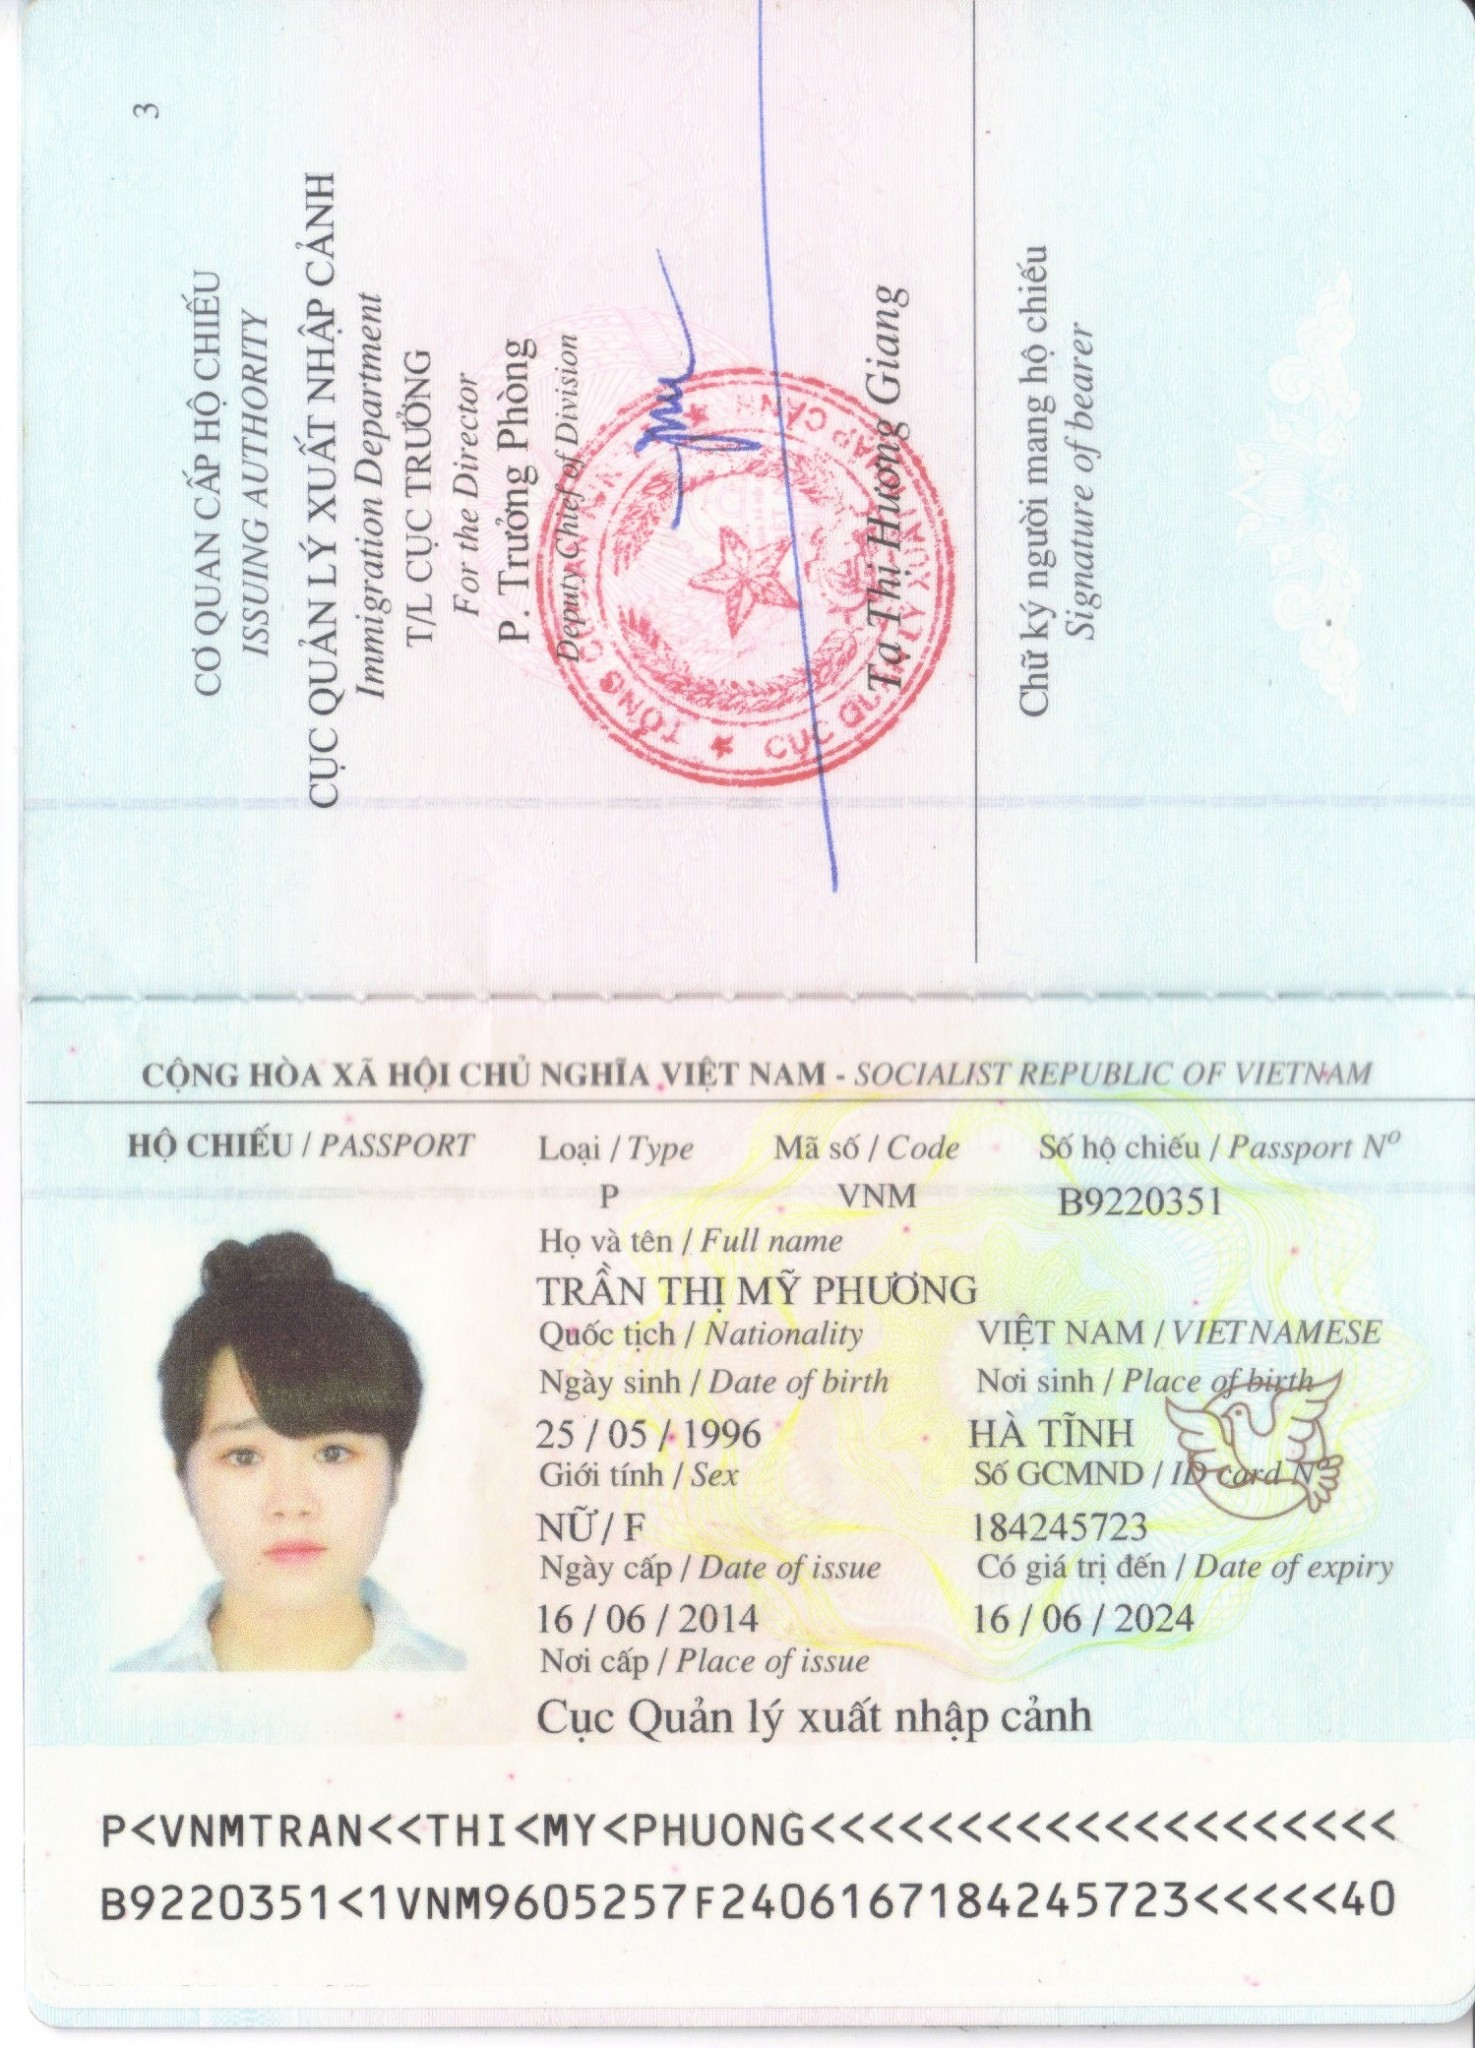 3
CƠ QUAN CẤP HỘ CHIẾU
ISSUING AUTHORITY
CỤC QUẢN LÝ XUẤT NHẬP CẢNH
Immigration Department
T/L CỤC TRƯỞNG
For the Director
P. Trưởng Phòng
Deputy Chief of Division
Tạ Thị Hương Giang
Chữ ký người mang hộ chiếu
Signature of bearer
CỘNG HÒA XÃ HỘI CHỦ NGHĨA VIỆT NAM - SOCIALIST REPUBLIC OF VIETNAM
HỘ CHIẾU / PASSPORT Loại / Type Mã số / Code Số hộ chiếu / Passport Nº
P VNM B9220351
Họ và tên / Full name
TRẦN THỊ MỸ PHƯƠNG
Quốc tịch / Nationality VIỆT NAM / VIETNAMESE
Ngày sinh / Date of birth Nơi sinh / Place of birth
25 / 05 / 1996 HÀ TĨNH
Giới tính / Sex Số GCMND / ID card Nº
NỮ / F 184245723
Ngày cấp / Date of issue Có giá trị đến / Date of expiry
16 / 06 / 2014 16 / 06 / 2024
Nơi cấp / Place of issue
Cục Quản lý xuất nhập cảnh
P<VNMTRAN<<THI<MY<PHUONG<<<<<<<<<<<<<<<<<<<<
B9220351<1VNM9605257F2406167184245723<<<<<40